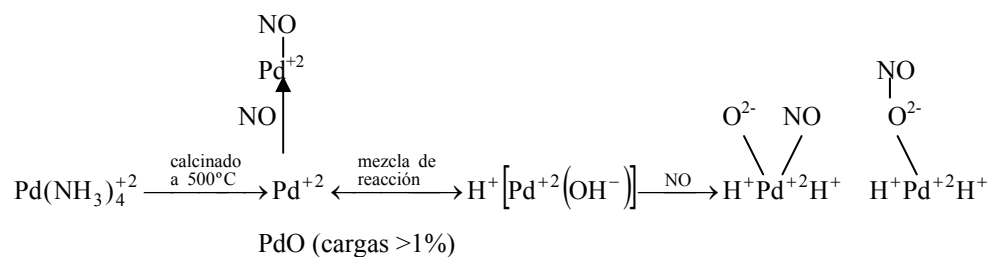 NO
Pd+2
NO
O2- NO
NO
O2-
calcinado a 500ºC
mezcla de reacción
Pd(NH3)4+2 Pd+2 H+[Pd+2(OH−)] NO H+Pd+2H+ H+Pd+2H+
PdO (cargas >1%)